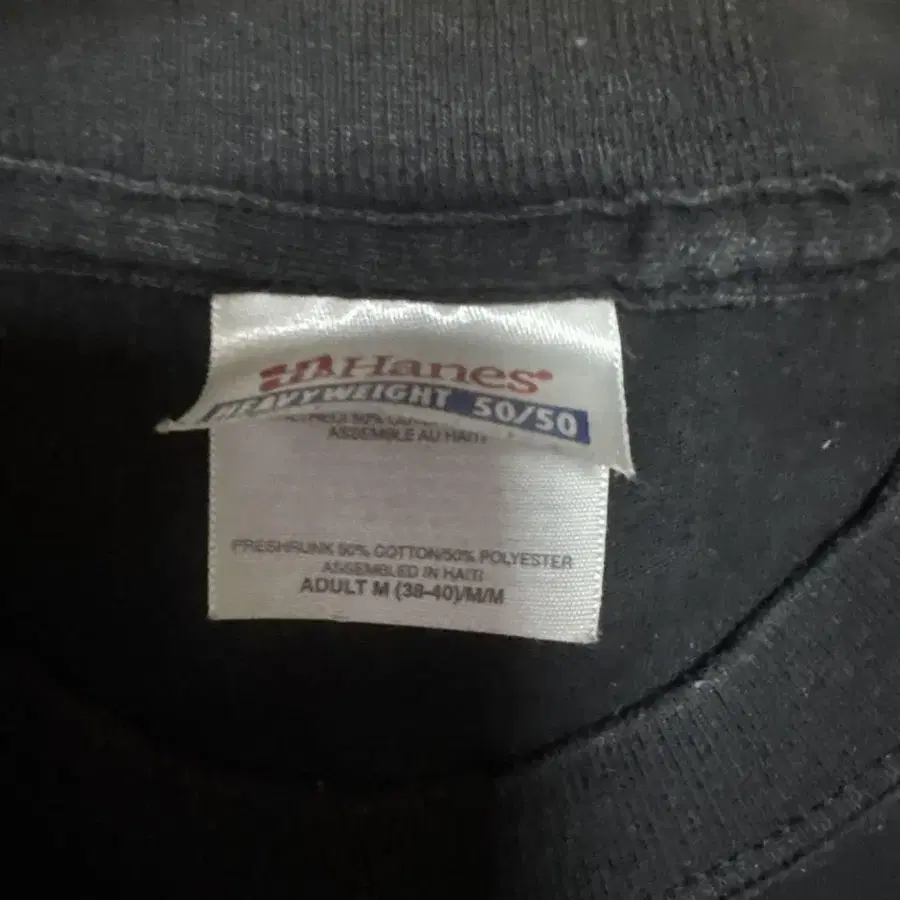 Hanes
HEAVYWEIGHT 50/50
ASSEMBLE AU HAITI
PRESHRUNK 50% COTTON/50% POLYESTER
ASSEMBLED IN HAITI
ADULT M (38-40)/M/M